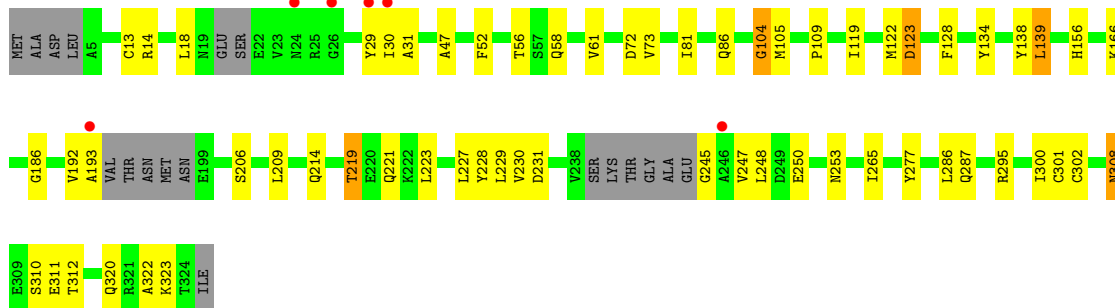 MET ALA ASP LEU A5 C13 R14 L18 N19 GLU SER E22 V23 N24 R25 G26 Y29 I30 A31 A47 F52 T56 S57 Q58 V61 D72 V73 I81 Q86 G104 M105 P109 I119 M122 D123 F128 Y134 Y138 L139 H156 K166
G186 V192 A193 VAL THR ASN MET ASN E199 S206 L209 Q214 T219 E220 Q221 K222 L223 L227 Y228 L229 V230 D231 V238 SER LYS THR GLY ALA GLU G245 A246 V247 L248 D249 E250 N253 I265 Y277 L286 Q287 R295 I300 C301 C302 N308
E309 S310 E311 T312 Q320 R321 A322 K323 T324 ILE